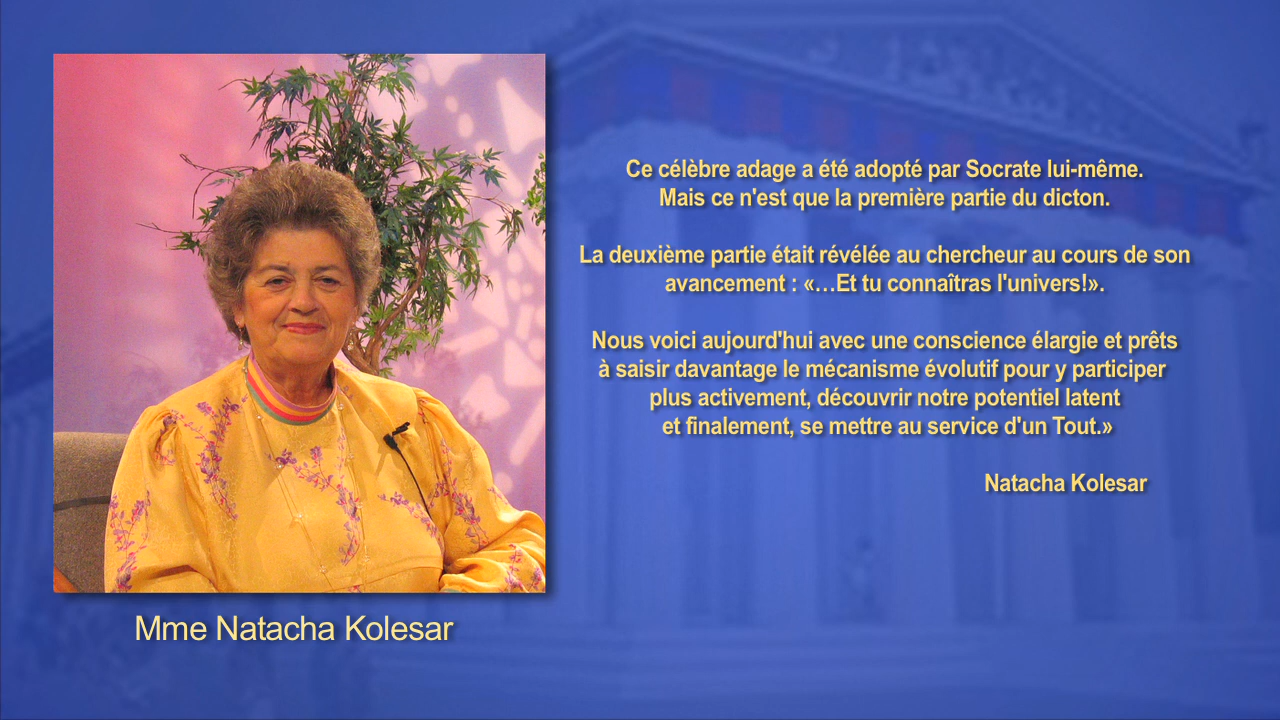 Ce célèbre adage a été adopté par Socrate lui-même.
Mais ce n'est que la première partie du dicton.
La deuxième partie était révélée au chercheur au cours de son
avancement : «…Et tu connaîtras l'univers!».
Nous voici aujourd'hui avec une conscience élargie et prêts
à saisir davantage le mécanisme évolutif pour y participer
plus activement, découvrir notre potentiel latent
et finalement, se mettre au service d'un Tout.»
Natacha Kolesar
Mme Natacha Kolesar